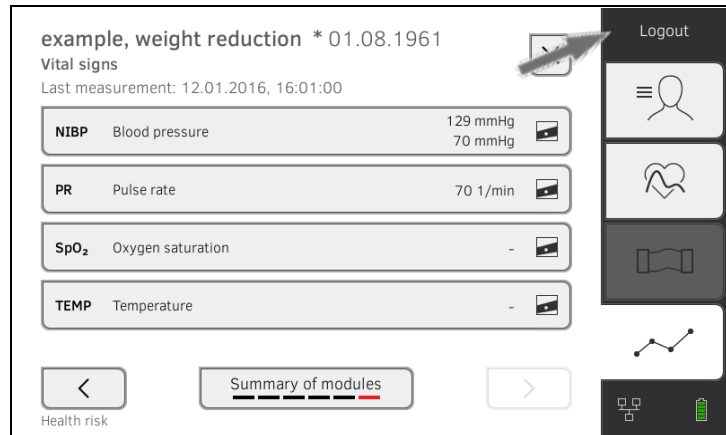 example, weight reduction * 01.08.1961
Logout
Vital signs
Last measurement: 12.01.2016, 16:01:00
NIBP Blood pressure 129 mmHg
70 mmHg
PR Pulse rate 70 1/min
SpO₂ Oxygen saturation -
TEMP Temperature -
< Summary of modules >
Health risk